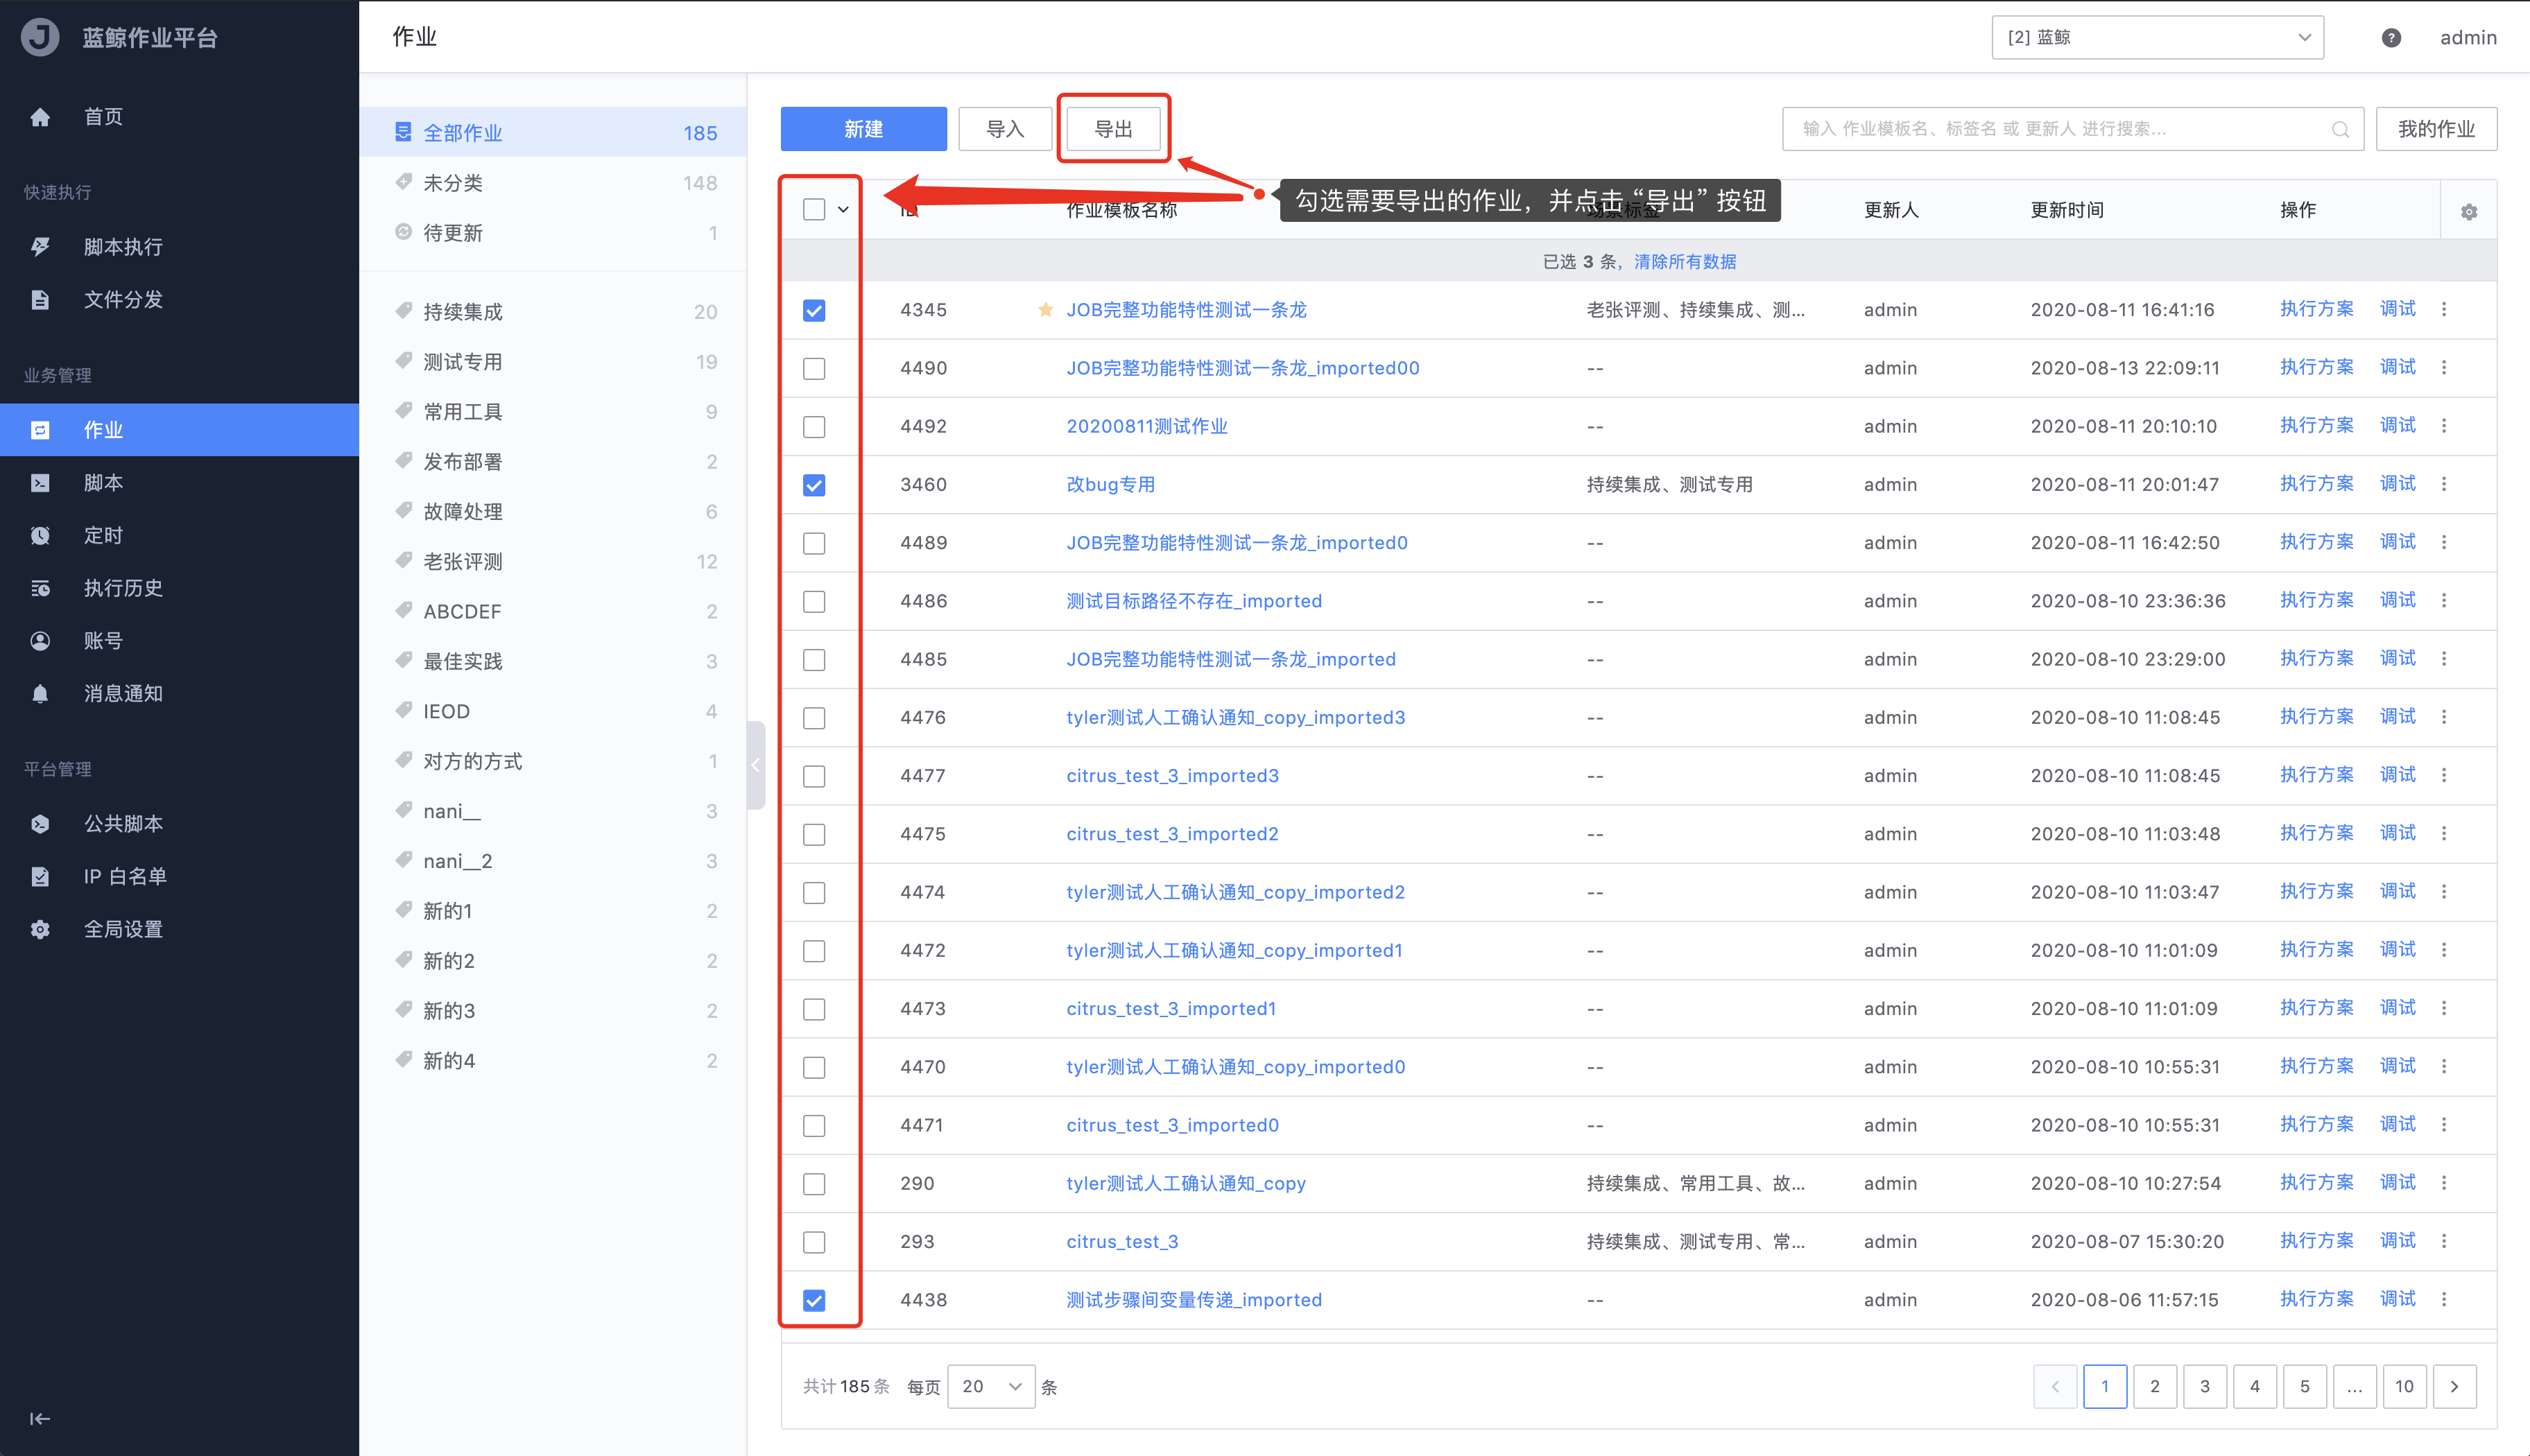 蓝鲸作业平台
首页
快速执行
脚本执行
文件分发
业务管理
作业
脚本
定时
执行历史
账号
消息通知
平台管理
公共脚本
IP 白名单
全局设置
作业
[2] 蓝鲸
admin
全部作业 185
未分类 148
待更新 1
持续集成 20
测试专用 19
常用工具 9
发布部署 2
故障处理 6
老张评测 12
ABCDEF 2
最佳实践 3
IEOD 4
对方的方式 1
nani__ 3
nani__2 3
新的1 2
新的2 2
新的3 2
新的4 2
新建 导入 导出
输入 作业模板名、标签名 或 更新人 进行搜索... 我的作业
勾选需要导出的作业，并点击 “导出” 按钮
ID 作业模板名称 场景标签 更新人 更新时间 操作
已选 3 条，清除所有数据
4345 JOB完整功能特性测试一条龙 老张评测、持续集成、测... admin 2020-08-11 16:41:16 执行方案 调试
4490 JOB完整功能特性测试一条龙_imported00 -- admin 2020-08-13 22:09:11 执行方案 调试
4492 20200811测试作业 -- admin 2020-08-11 20:10:10 执行方案 调试
3460 改bug专用 持续集成、测试专用 admin 2020-08-11 20:01:47 执行方案 调试
4489 JOB完整功能特性测试一条龙_imported0 -- admin 2020-08-11 16:42:50 执行方案 调试
4486 测试目标路径不存在_imported -- admin 2020-08-10 23:36:36 执行方案 调试
4485 JOB完整功能特性测试一条龙_imported -- admin 2020-08-10 23:29:00 执行方案 调试
4476 tyler测试人工确认通知_copy_imported3 -- admin 2020-08-10 11:08:45 执行方案 调试
4477 citrus_test_3_imported3 -- admin 2020-08-10 11:08:45 执行方案 调试
4475 citrus_test_3_imported2 -- admin 2020-08-10 11:03:48 执行方案 调试
4474 tyler测试人工确认通知_copy_imported2 -- admin 2020-08-10 11:03:47 执行方案 调试
4472 tyler测试人工确认通知_copy_imported1 -- admin 2020-08-10 11:01:09 执行方案 调试
4473 citrus_test_3_imported1 -- admin 2020-08-10 11:01:09 执行方案 调试
4470 tyler测试人工确认通知_copy_imported0 -- admin 2020-08-10 10:55:31 执行方案 调试
4471 citrus_test_3_imported0 -- admin 2020-08-10 10:55:31 执行方案 调试
290 tyler测试人工确认通知_copy 持续集成、常用工具、故... admin 2020-08-10 10:27:54 执行方案 调试
293 citrus_test_3 持续集成、测试专用、常... admin 2020-08-07 15:30:20 执行方案 调试
4438 测试步骤间变量传递_imported -- admin 2020-08-06 11:57:15 执行方案 调试
共计 185 条 每页 20 条 1 2 3 4 5 ... 10